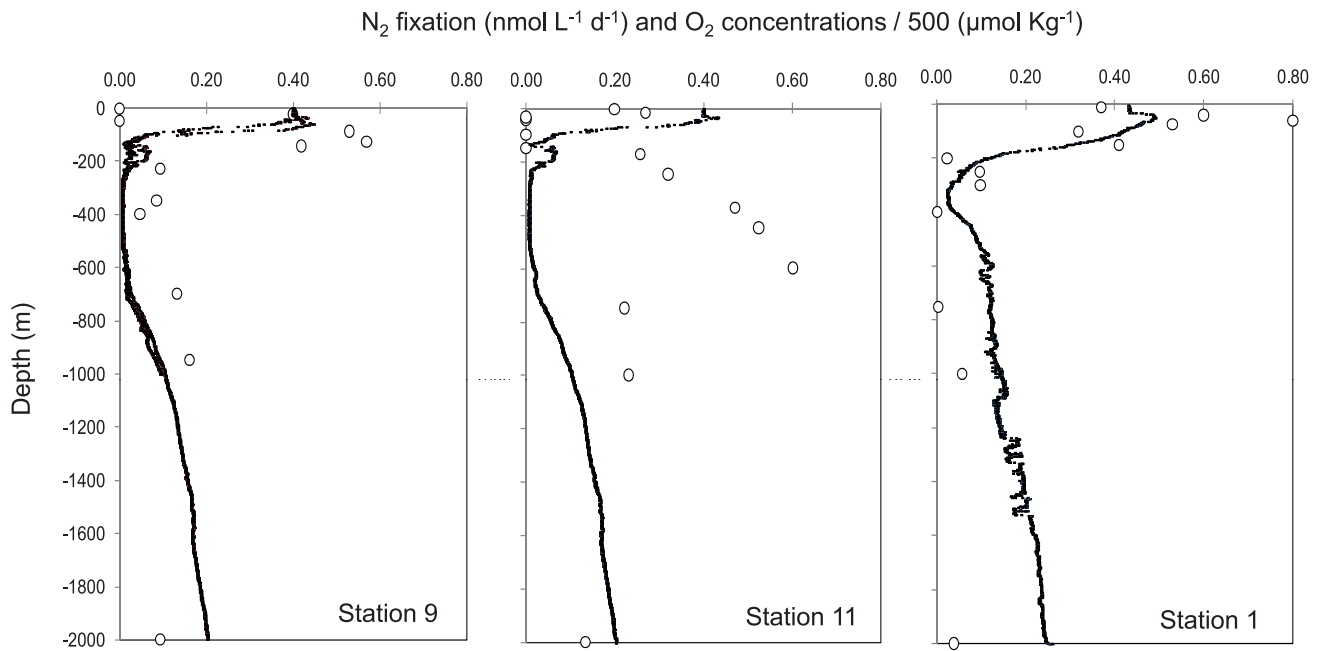 N₂ fixation (nmol L⁻¹ d⁻¹) and O₂ concentrations / 500 (µmol Kg⁻¹)
0.00 0.20 0.40 0.60 0.80
0.00 0.20 0.40 0.60 0.80
0.00 0.20 0.40 0.60 0.80
Depth (m)
0
-200
-400
-600
-800
-1000
-1200
-1400
-1600
-1800
-2000
Station 9
Station 11
Station 1